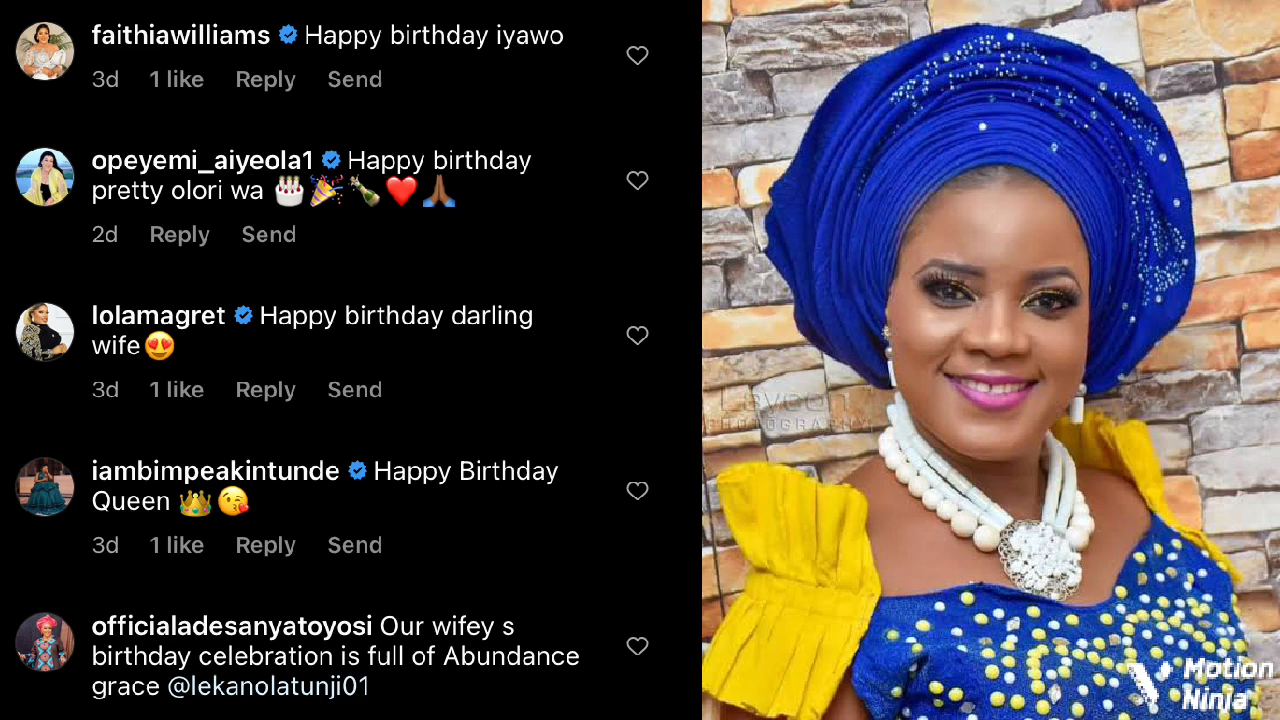 faithiawilliams Happy birthday iyawo
3d 1 like Reply Send
opeyemi_aiyeola1 Happy birthday
pretty olori wa 🎂🎉🍾❤️🙏🏾
2d Reply Send
lolamagret Happy birthday darling
wife😍
3d 1 like Reply Send
iambimpeakintunde Happy Birthday
Queen 👑😘
3d 1 like Reply Send
officialadesanyatoyosi Our wifey s
birthday celebration is full of Abundance
grace @lekanolatunji01
Layeon
PHOTOGRAPHY
Motion
Ninja